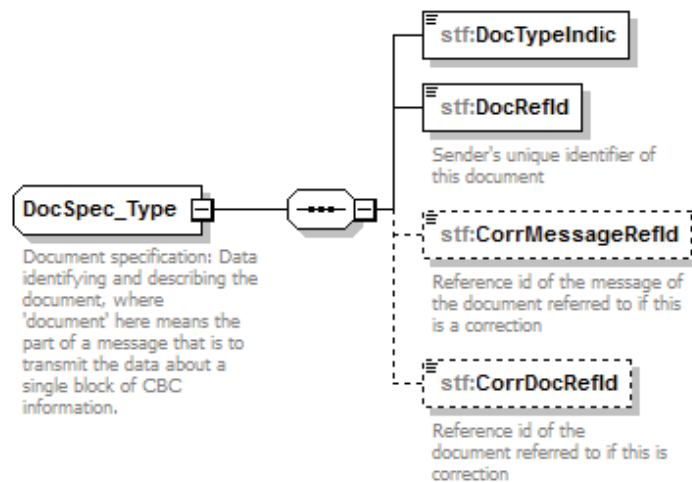 stf:DocTypeIndic
stf:DocRefId
Sender's unique identifier of
this document
DocSpec_Type
Document specification: Data
identifying and describing the
document, where
'document' here means the
part of a message that is to
transmit the data about a
single block of CBC
information.
stf:CorrMessageRefId
Reference id of the message of
the document referred to if this
is a correction
stf:CorrDocRefId
Reference id of the
document referred to if this is
correction